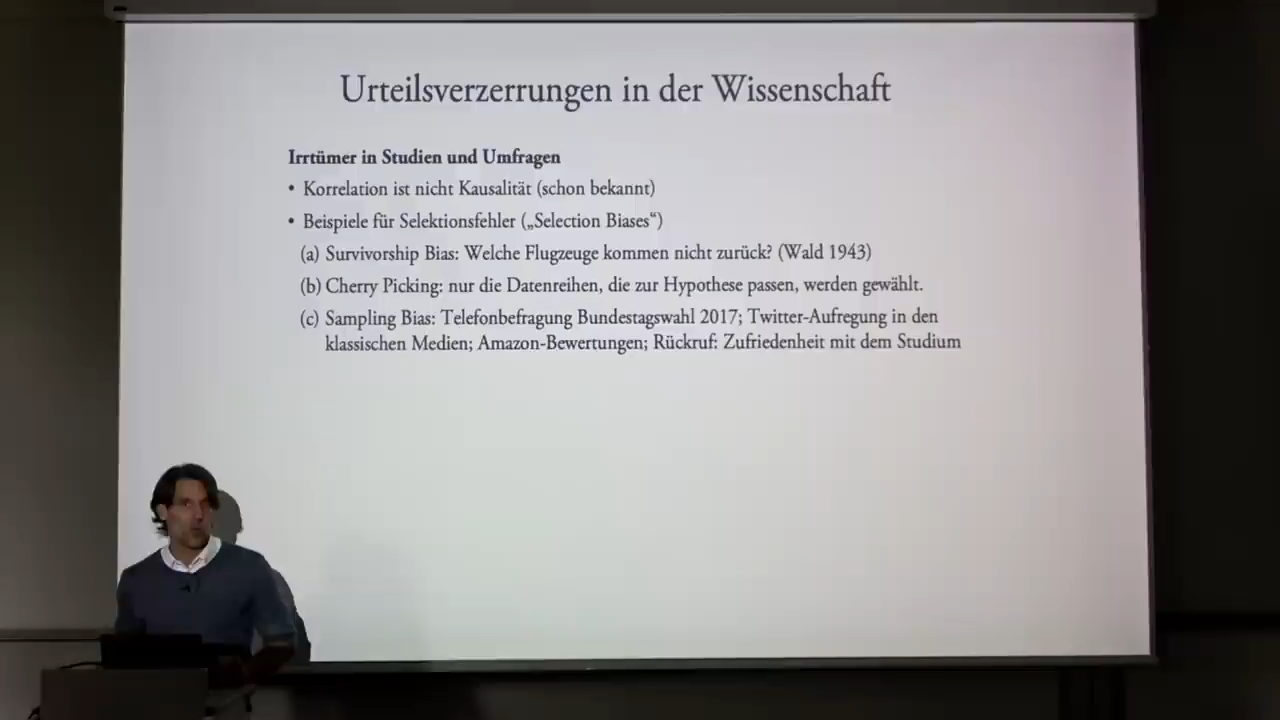 Urteilsverzerrungen in der Wissenschaft
Irrtümer in Studien und Umfragen
• Korrelation ist nicht Kausalität (schon bekannt)
• Beispiele für Selektionsfehler („Selection Biases“)
(a) Survivorship Bias: Welche Flugzeuge kommen nicht zurück? (Wald 1943)
(b) Cherry Picking: nur die Datenreihen, die zur Hypothese passen, werden gewählt.
(c) Sampling Bias: Telefonbefragung Bundestagswahl 2017; Twitter-Aufregung in den
klassischen Medien; Amazon-Bewertungen; Rückruf: Zufriedenheit mit dem Studium